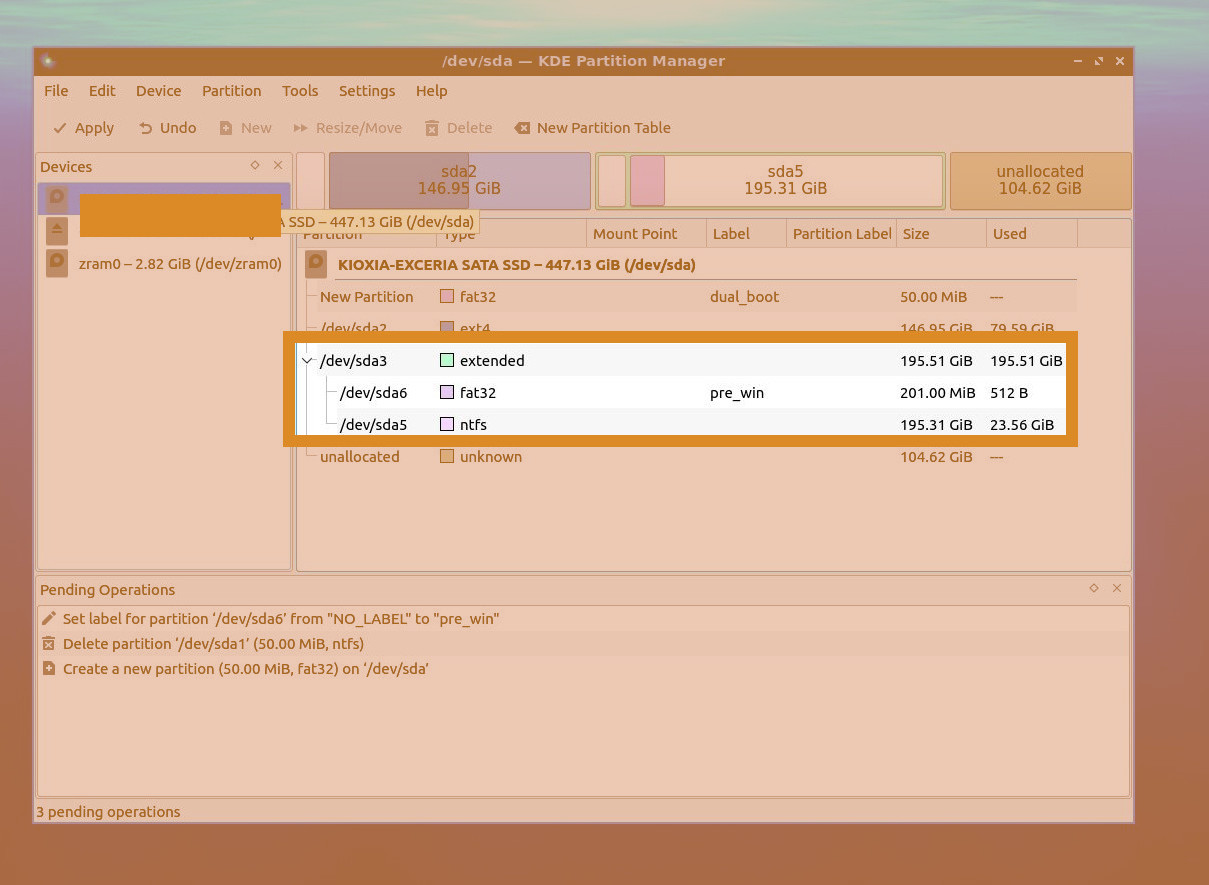 /dev/sda — KDE Partition Manager
File Edit Device Partition Tools Settings Help
Apply Undo New Resize/Move Delete New Partition Table
Devices
sda2
146.95 GiB
sda5
195.31 GiB
unallocated
104.62 GiB
SSD – 447.13 GiB (/dev/sda)
zram0 – 2.82 GiB (/dev/zram0)
Partition Type Mount Point Label Partition Label Size Used
KIOXIA-EXCERIA SATA SSD – 447.13 GiB (/dev/sda)
New Partition fat32 dual_boot 50.00 MiB ---
/dev/sda2 ext4 146.95 GiB 79.59 GiB
/dev/sda3 extended 195.51 GiB 195.51 GiB
/dev/sda6 fat32 pre_win 201.00 MiB 512 B
/dev/sda5 ntfs 195.31 GiB 23.56 GiB
unallocated unknown 104.62 GiB ---
Pending Operations
Set label for partition ‘/dev/sda6’ from "NO_LABEL" to "pre_win"
Delete partition ‘/dev/sda1’ (50.00 MiB, ntfs)
Create a new partition (50.00 MiB, fat32) on ‘/dev/sda’
3 pending operations